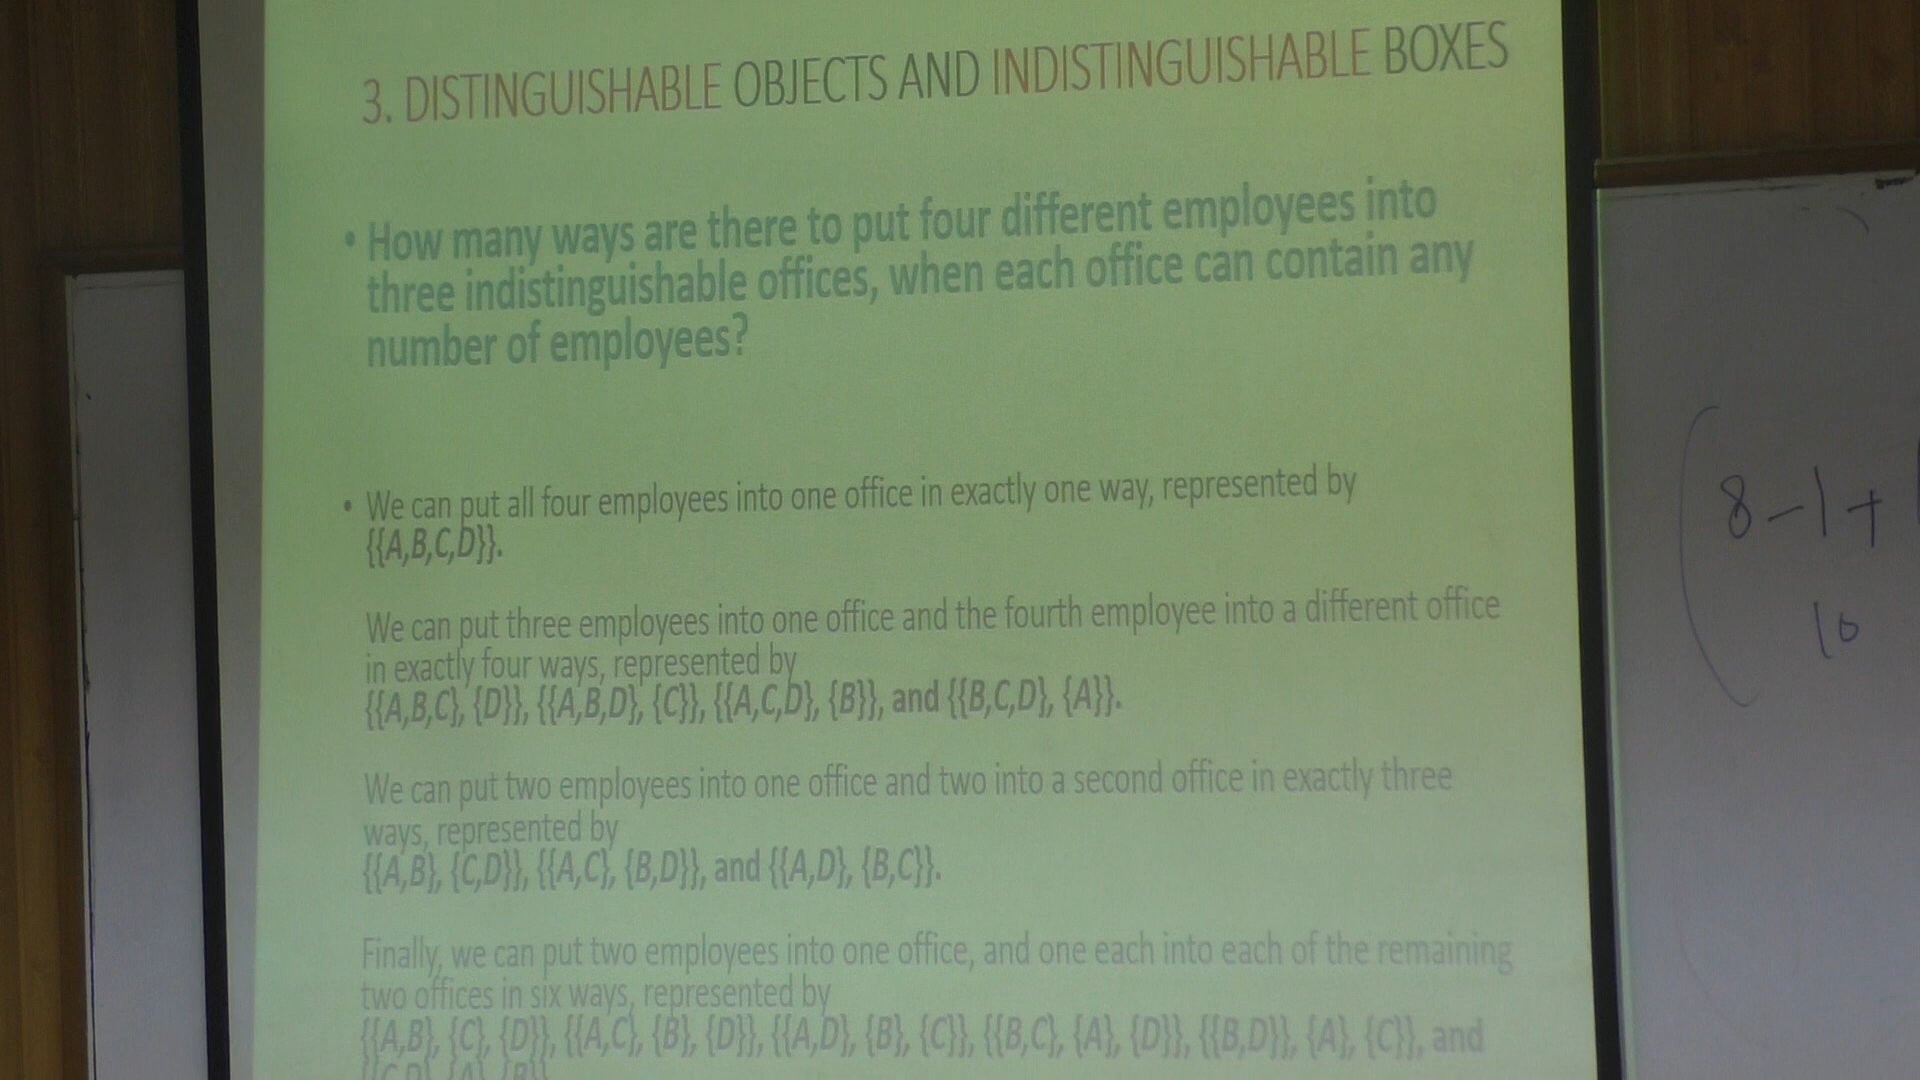 3. DISTINGUISHABLE OBJECTS AND INDISTINGUISHABLE BOXES
• How many ways are there to put four different employees into
three indistinguishable offices, when each office can contain any
number of employees?
• We can put all four employees into one office in exactly one way, represented by
{{A,B,C,D}}.
We can put three employees into one office and the fourth employee into a different office
in exactly four ways, represented by
{{A,B,C}, {D}}, {{A,B,D}, {C}}, {{A,C,D}, {B}}, and {{B,C,D}, {A}}.
We can put two employees into one office and two into a second office in exactly three
ways, represented by
{{A,B}, {C,D}}, {{A,C}, {B,D}}, and {{A,D}, {B,C}}.
Finally, we can put two employees into one office, and one each into each of the remaining
two offices in six ways, represented by
{{A,B}, {C}, {D}}, {{A,C}, {B}, {D}}, {{A,D}, {B}, {C}}, {{B,C}, {A}, {D}}, {{B,D}}, {A}, {C}}, and
8-1+
10